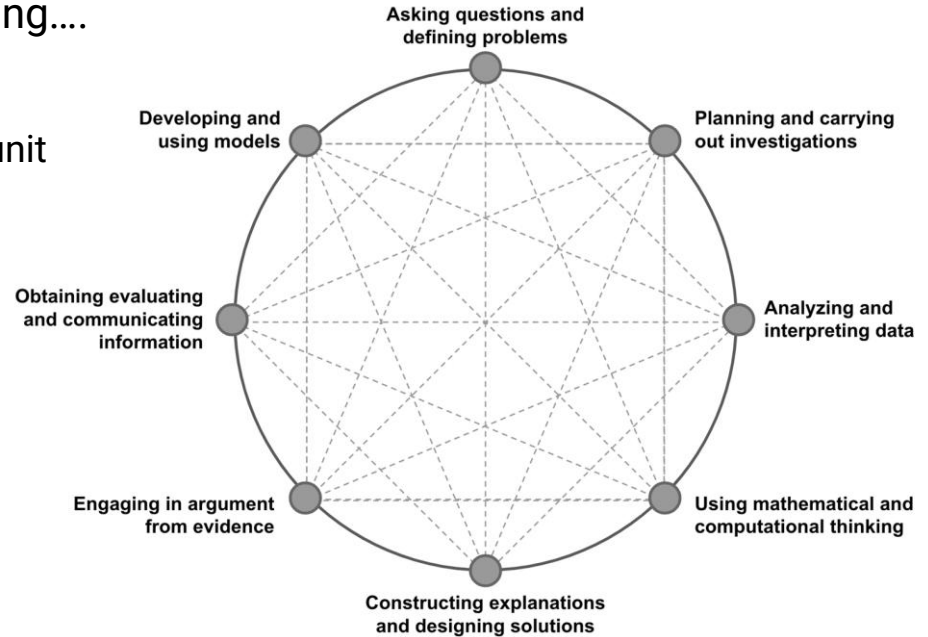 ng....
unit
Asking questions and
defining problems
Developing and
using models
Planning and carrying
out investigations
Obtaining evaluating
and communicating
information
Analyzing and
interpreting data
Engaging in argument
from evidence
Using mathematical and
computational thinking
Constructing explanations
and designing solutions